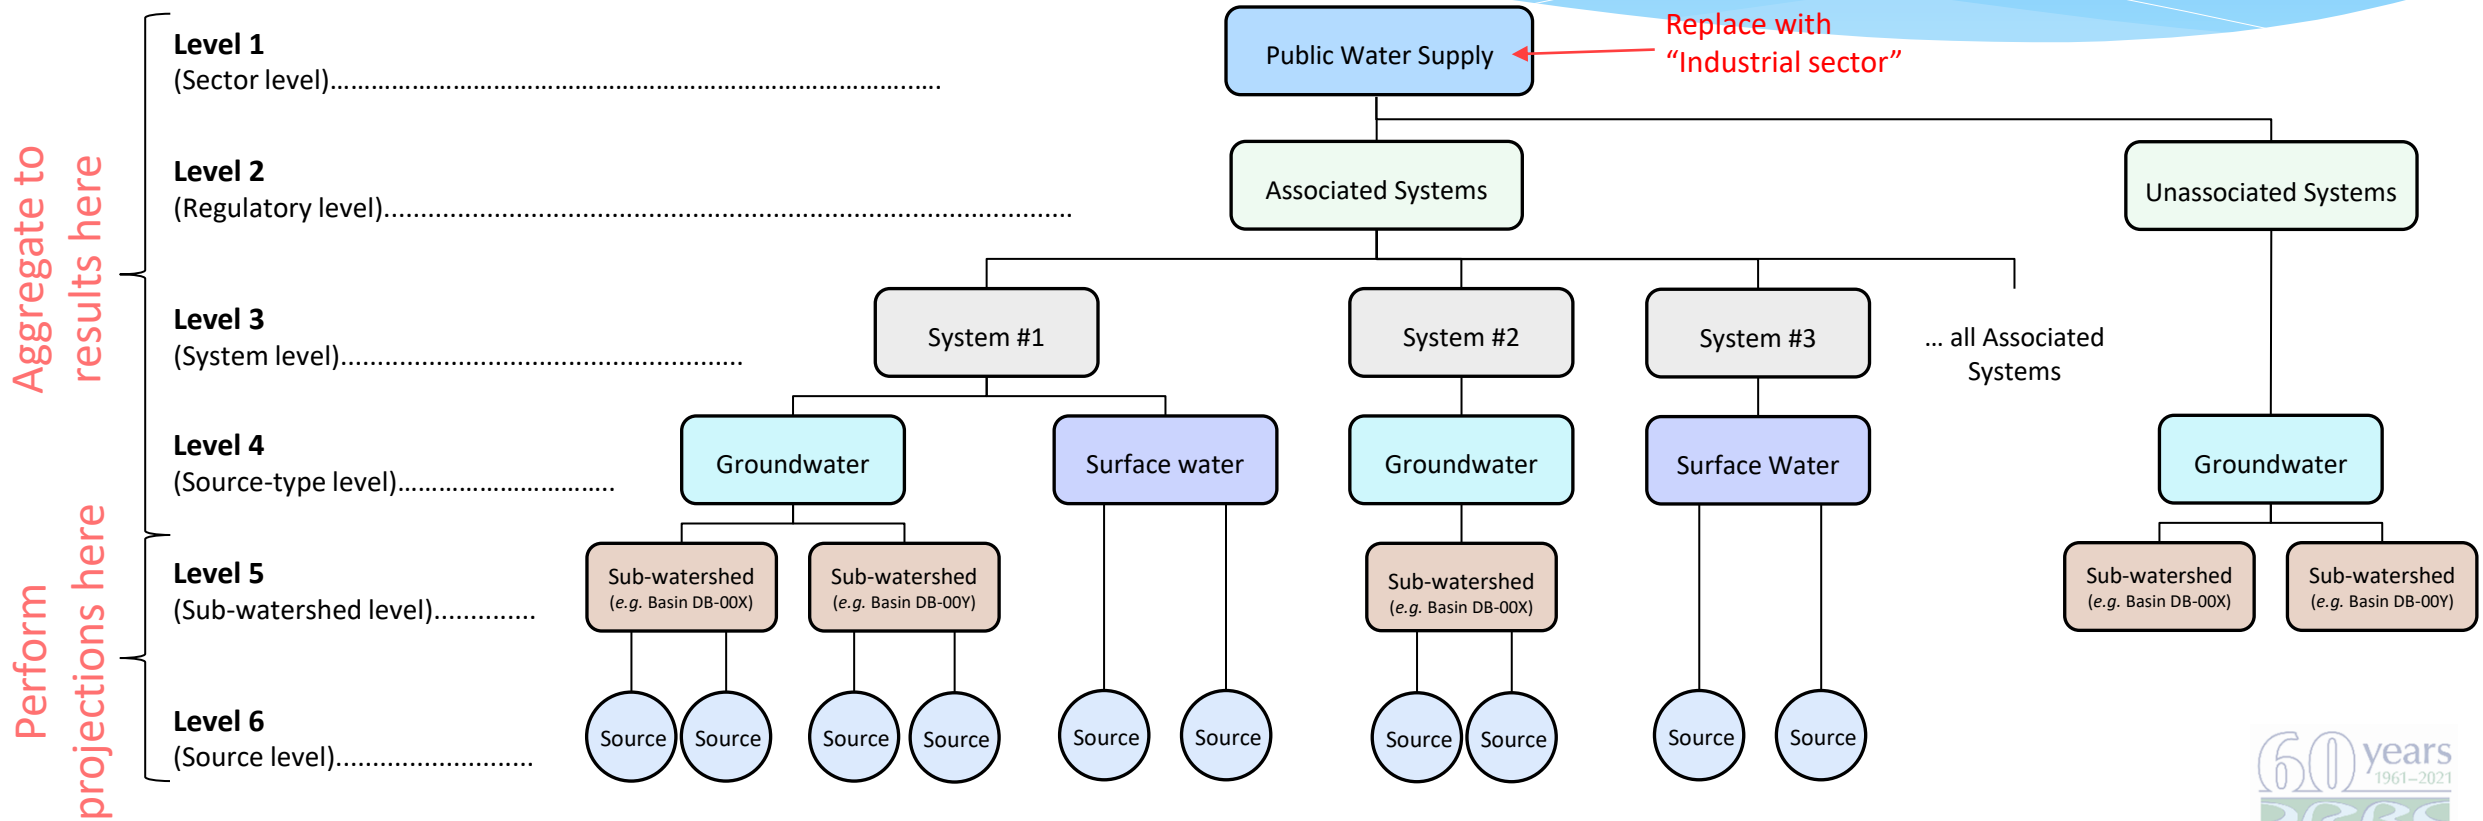 Aggregate to
results here
Perform
projections here
Level 1
(Sector level)
Level 2
(Regulatory level)
Level 3
(System level)
Level 4
(Source-type level)
Level 5
(Sub-watershed level)
Level 6
(Source level)
Public Water Supply
Replace with
“Industrial sector”
Associated Systems
Unassociated Systems
System #1
System #2
System #3
... all Associated
Systems
Groundwater
Surface water
Groundwater
Surface Water
Groundwater
Sub-watershed
(e.g. Basin DB-00X)
Sub-watershed
(e.g. Basin DB-00Y)
Sub-watershed
(e.g. Basin DB-00X)
Sub-watershed
(e.g. Basin DB-00X)
Sub-watershed
(e.g. Basin DB-00Y)
Source
Source
Source
Source
Source
Source
Source
Source
Source
Source
60 years
1961–2021